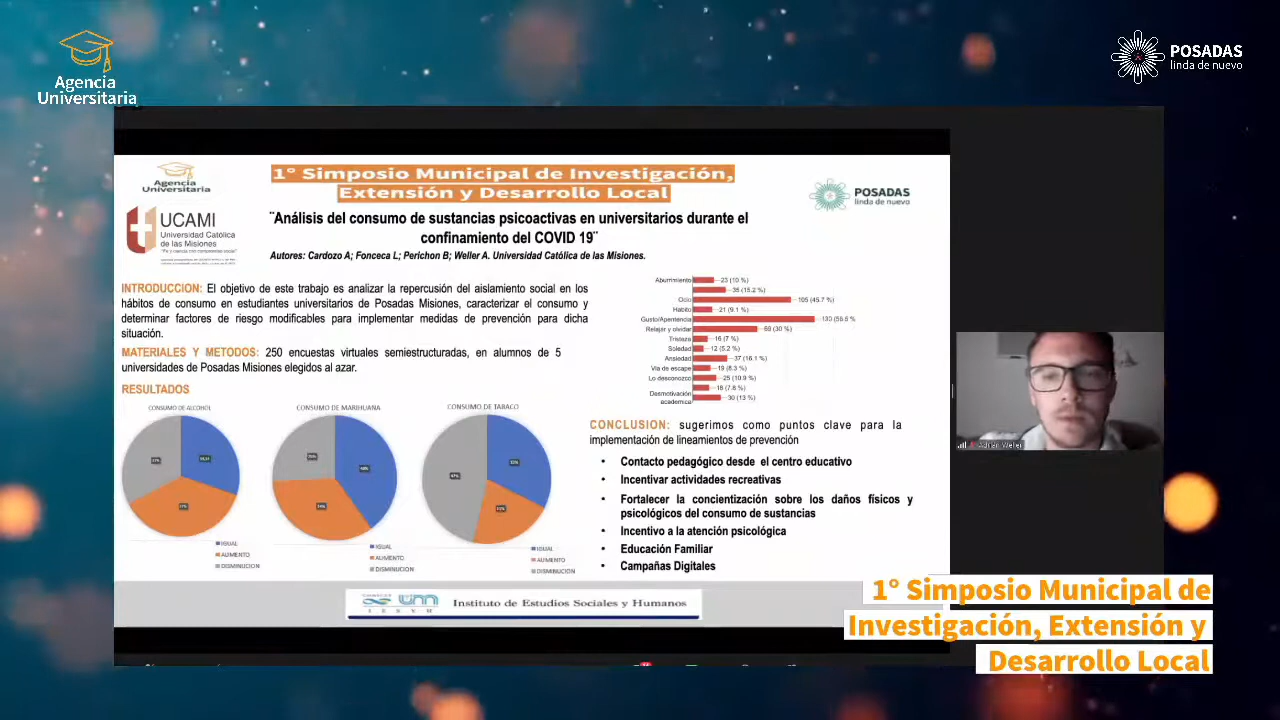 Agencia
Universitaria
POSADAS
linda de nuevo
Agencia
Universitaria
1° Simposio Municipal de Investigación,
Extensión y Desarrollo Local
POSADAS
linda de nuevo
UCAMI
Universidad Católica
de las Misiones
¨Análisis del consumo de sustancias psicoactivas en universitarios durante el
confinamiento del COVID 19¨
Autores: Cardozo A; Fonceca L; Perichon B; Weller A. Universidad Católica de las Misiones.
INTRODUCCION: El objetivo de este trabajo es analizar la repercusión del aislamiento social en los
hábitos de consumo en estudiantes universitarios de Posadas Misiones, caracterizar el consumo y
determinar factores de riesgo modificables para implementar medidas de prevención para dicha
situación.
MATERIALES Y METODOS: 250 encuestas virtuales semiestructuradas, en alumnos de 5
universidades de Posadas Misiones elegidos al azar.
RESULTADOS
CONSUMO DE ALCOHOL
IGUAL
AUMENTO
DISMINUCION
CONSUMO DE MARIHUANA
IGUAL
AUMENTO
DISMINUCION
CONSUMO DE TABACO
IGUAL
AUMENTO
DISMINUCION
Aburrimiento 23 (10 %)
35 (15.2 %)
Ocio 105 (45.7 %)
Habito 21 (9.1 %)
Gusto/Apentencia
Relajar y olvidar 69 (30 %)
Tristeza 16 (7 %)
Soledad 12 (5.2 %)
Ansiedad 37 (16.1 %)
Via de escape 19 (8.3 %)
Lo desconozco 25 (10.9 %)
18 (7.8 %)
Desmotivación
academica 30 (13 %)
CONCLUSION: sugerimos como puntos clave para la
implementación de lineamientos de prevención
• Contacto pedagógico desde el centro educativo
• Incentivar actividades recreativas
• Fortalecer la concientización sobre los daños físicos y
psicológicos del consumo de sustancias
• Incentivo a la atención psicológica
• Educación Familiar
• Campañas Digitales
Instituto de Estudios Sociales y Humanos
Adrián Weller
1° Simposio Municipal de
Investigación, Extensión y
Desarrollo Local